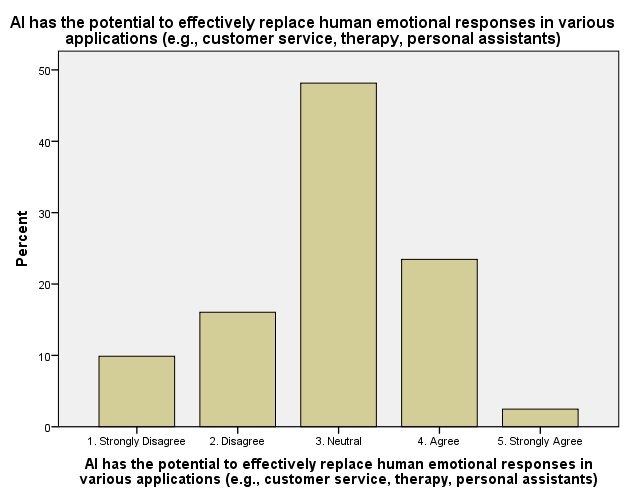 AI has the potential to effectively replace human emotional responses in various
applications (e.g., customer service, therapy, personal assistants)
50
40
30
20
10
0
Percent
1. Strongly Disagree
2. Disagree
3. Neutral
4. Agree
5. Strongly Agree
AI has the potential to effectively replace human emotional responses in
various applications (e.g., customer service, therapy, personal assistants)